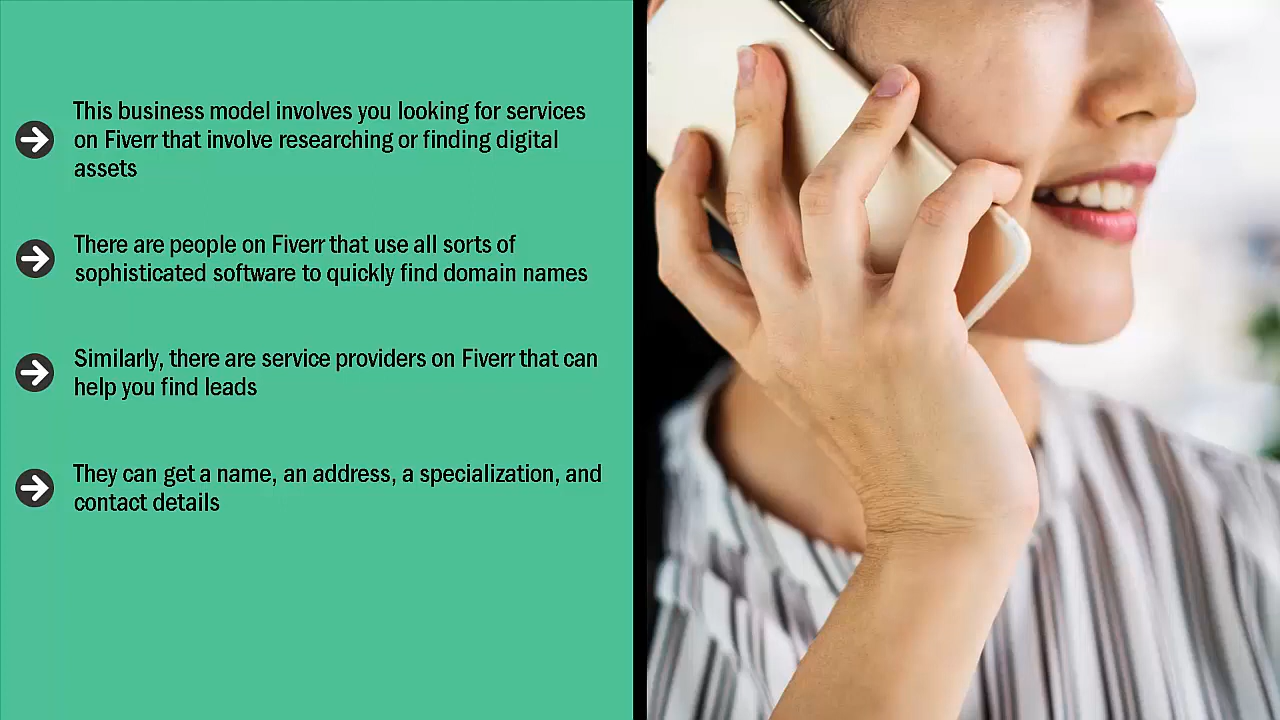 This business model involves you looking for services
on Fiverr that involve researching or finding digital
assets
There are people on Fiverr that use all sorts of
sophisticated software to quickly find domain names
Similarly, there are service providers on Fiverr that can
help you find leads
They can get a name, an address, a specialization, and
contact details